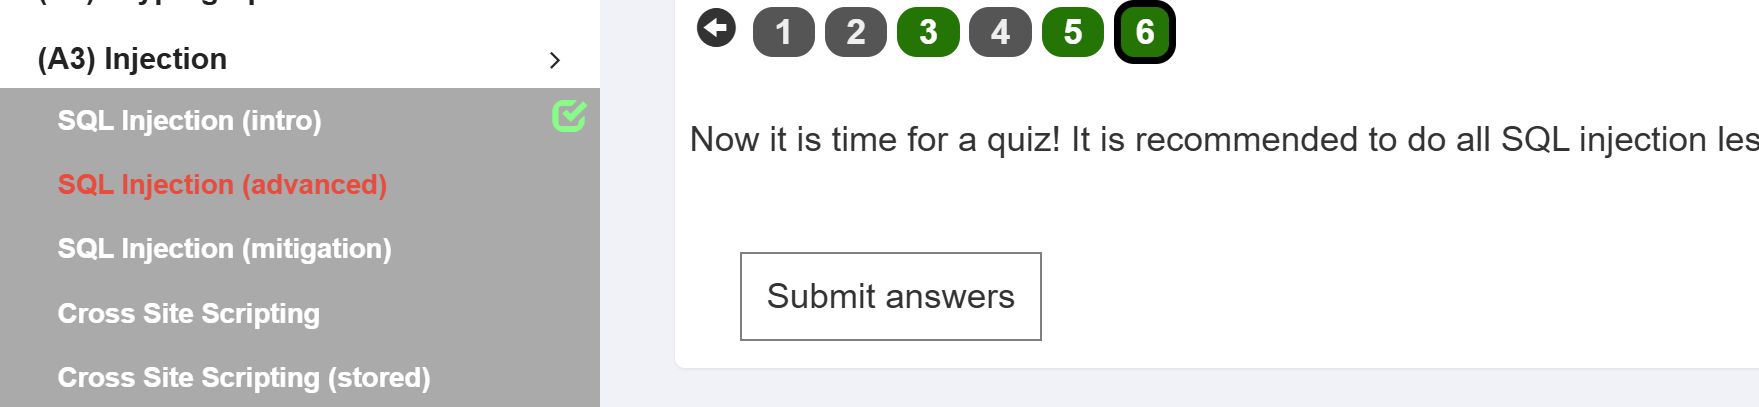 (A3) Injection
SQL Injection (intro)
SQL Injection (advanced)
SQL Injection (mitigation)
Cross Site Scripting
Cross Site Scripting (stored)
1 2 3 4 5 6
Now it is time for a quiz! It is recommended to do all SQL injection les
Submit answers